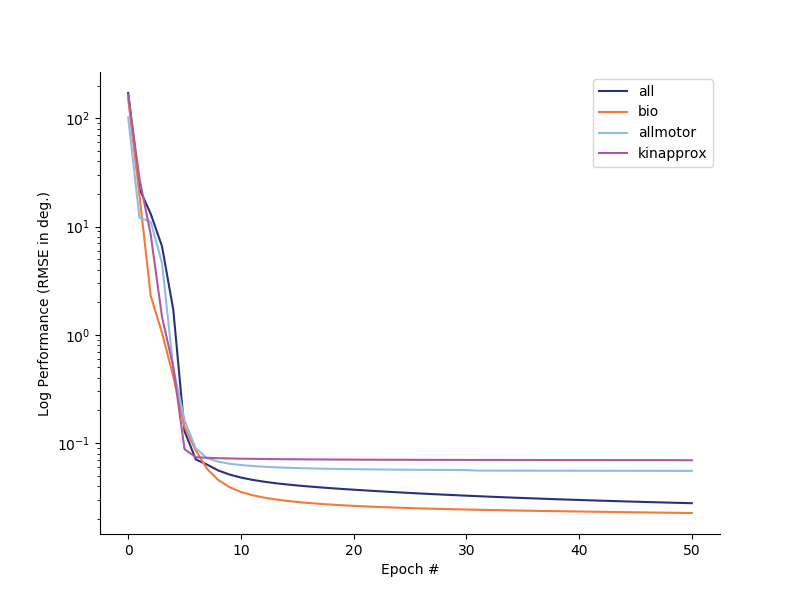 all
bio
allmotor
kinapprox
10²
10¹
10⁰
10⁻¹
Log Performance (RMSE in deg.)
0 10 20 30 40 50
Epoch #